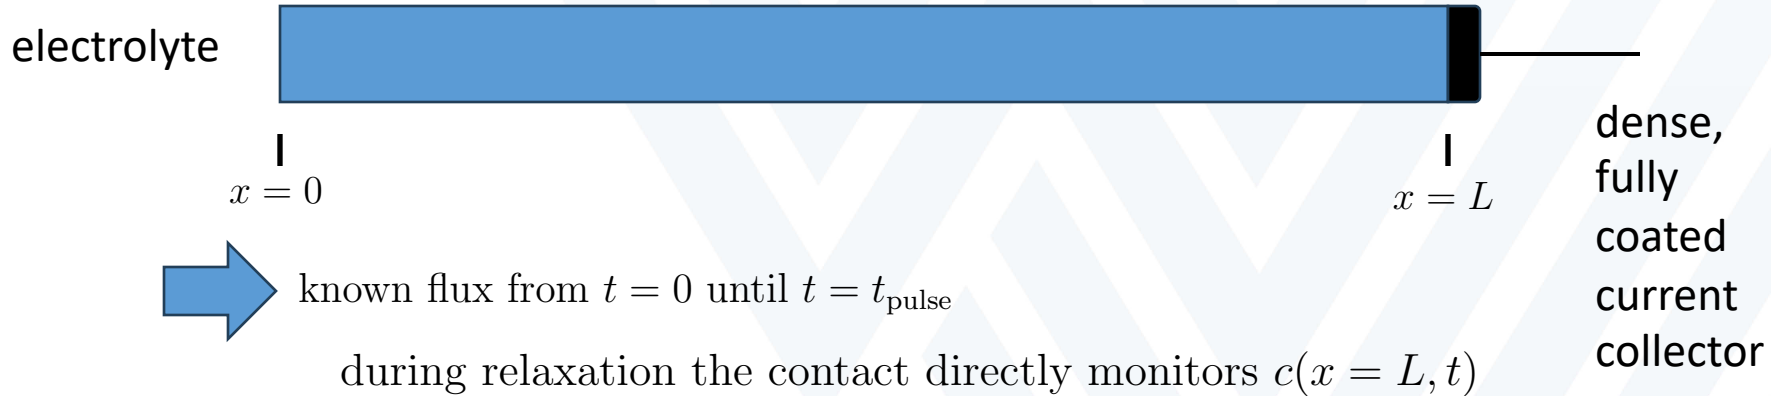 electrolyte
x = 0
x = L
dense,
fully
coated
current
collector
known flux from t = 0 until t = t_pulse
during relaxation the contact directly monitors c(x = L, t)